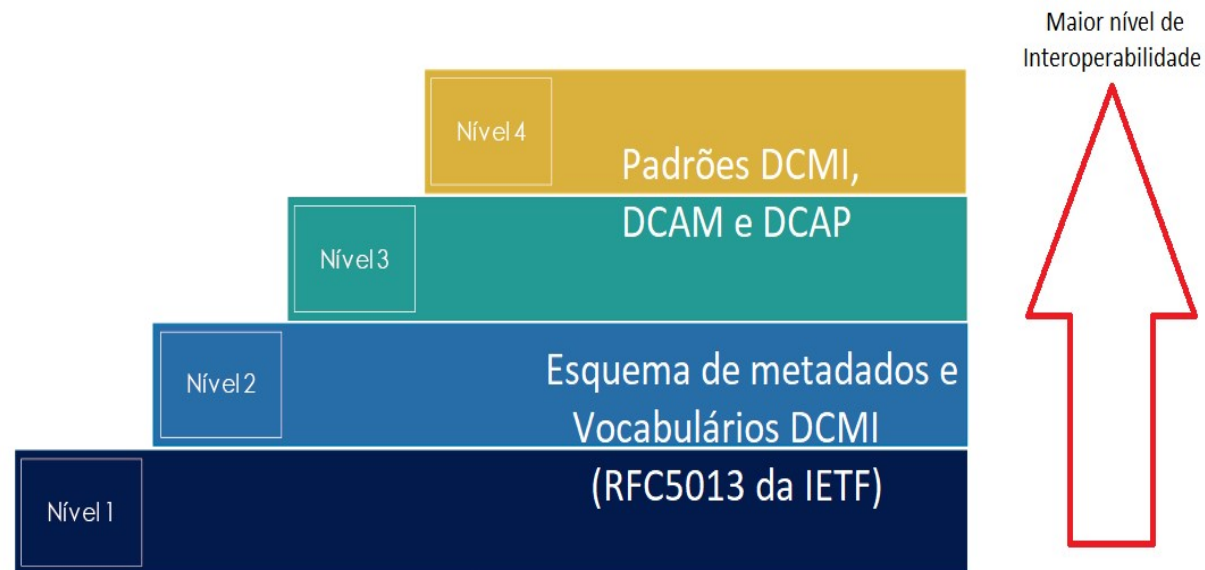 Maior nível de
Interoperabilidade
Nível 4
Padrões DCMI,
DCAM e DCAP
Nível 3
Nível 2
Esquema de metadados e
Vocabulários DCMI
(RFC5013 da IETF)
Nível 1